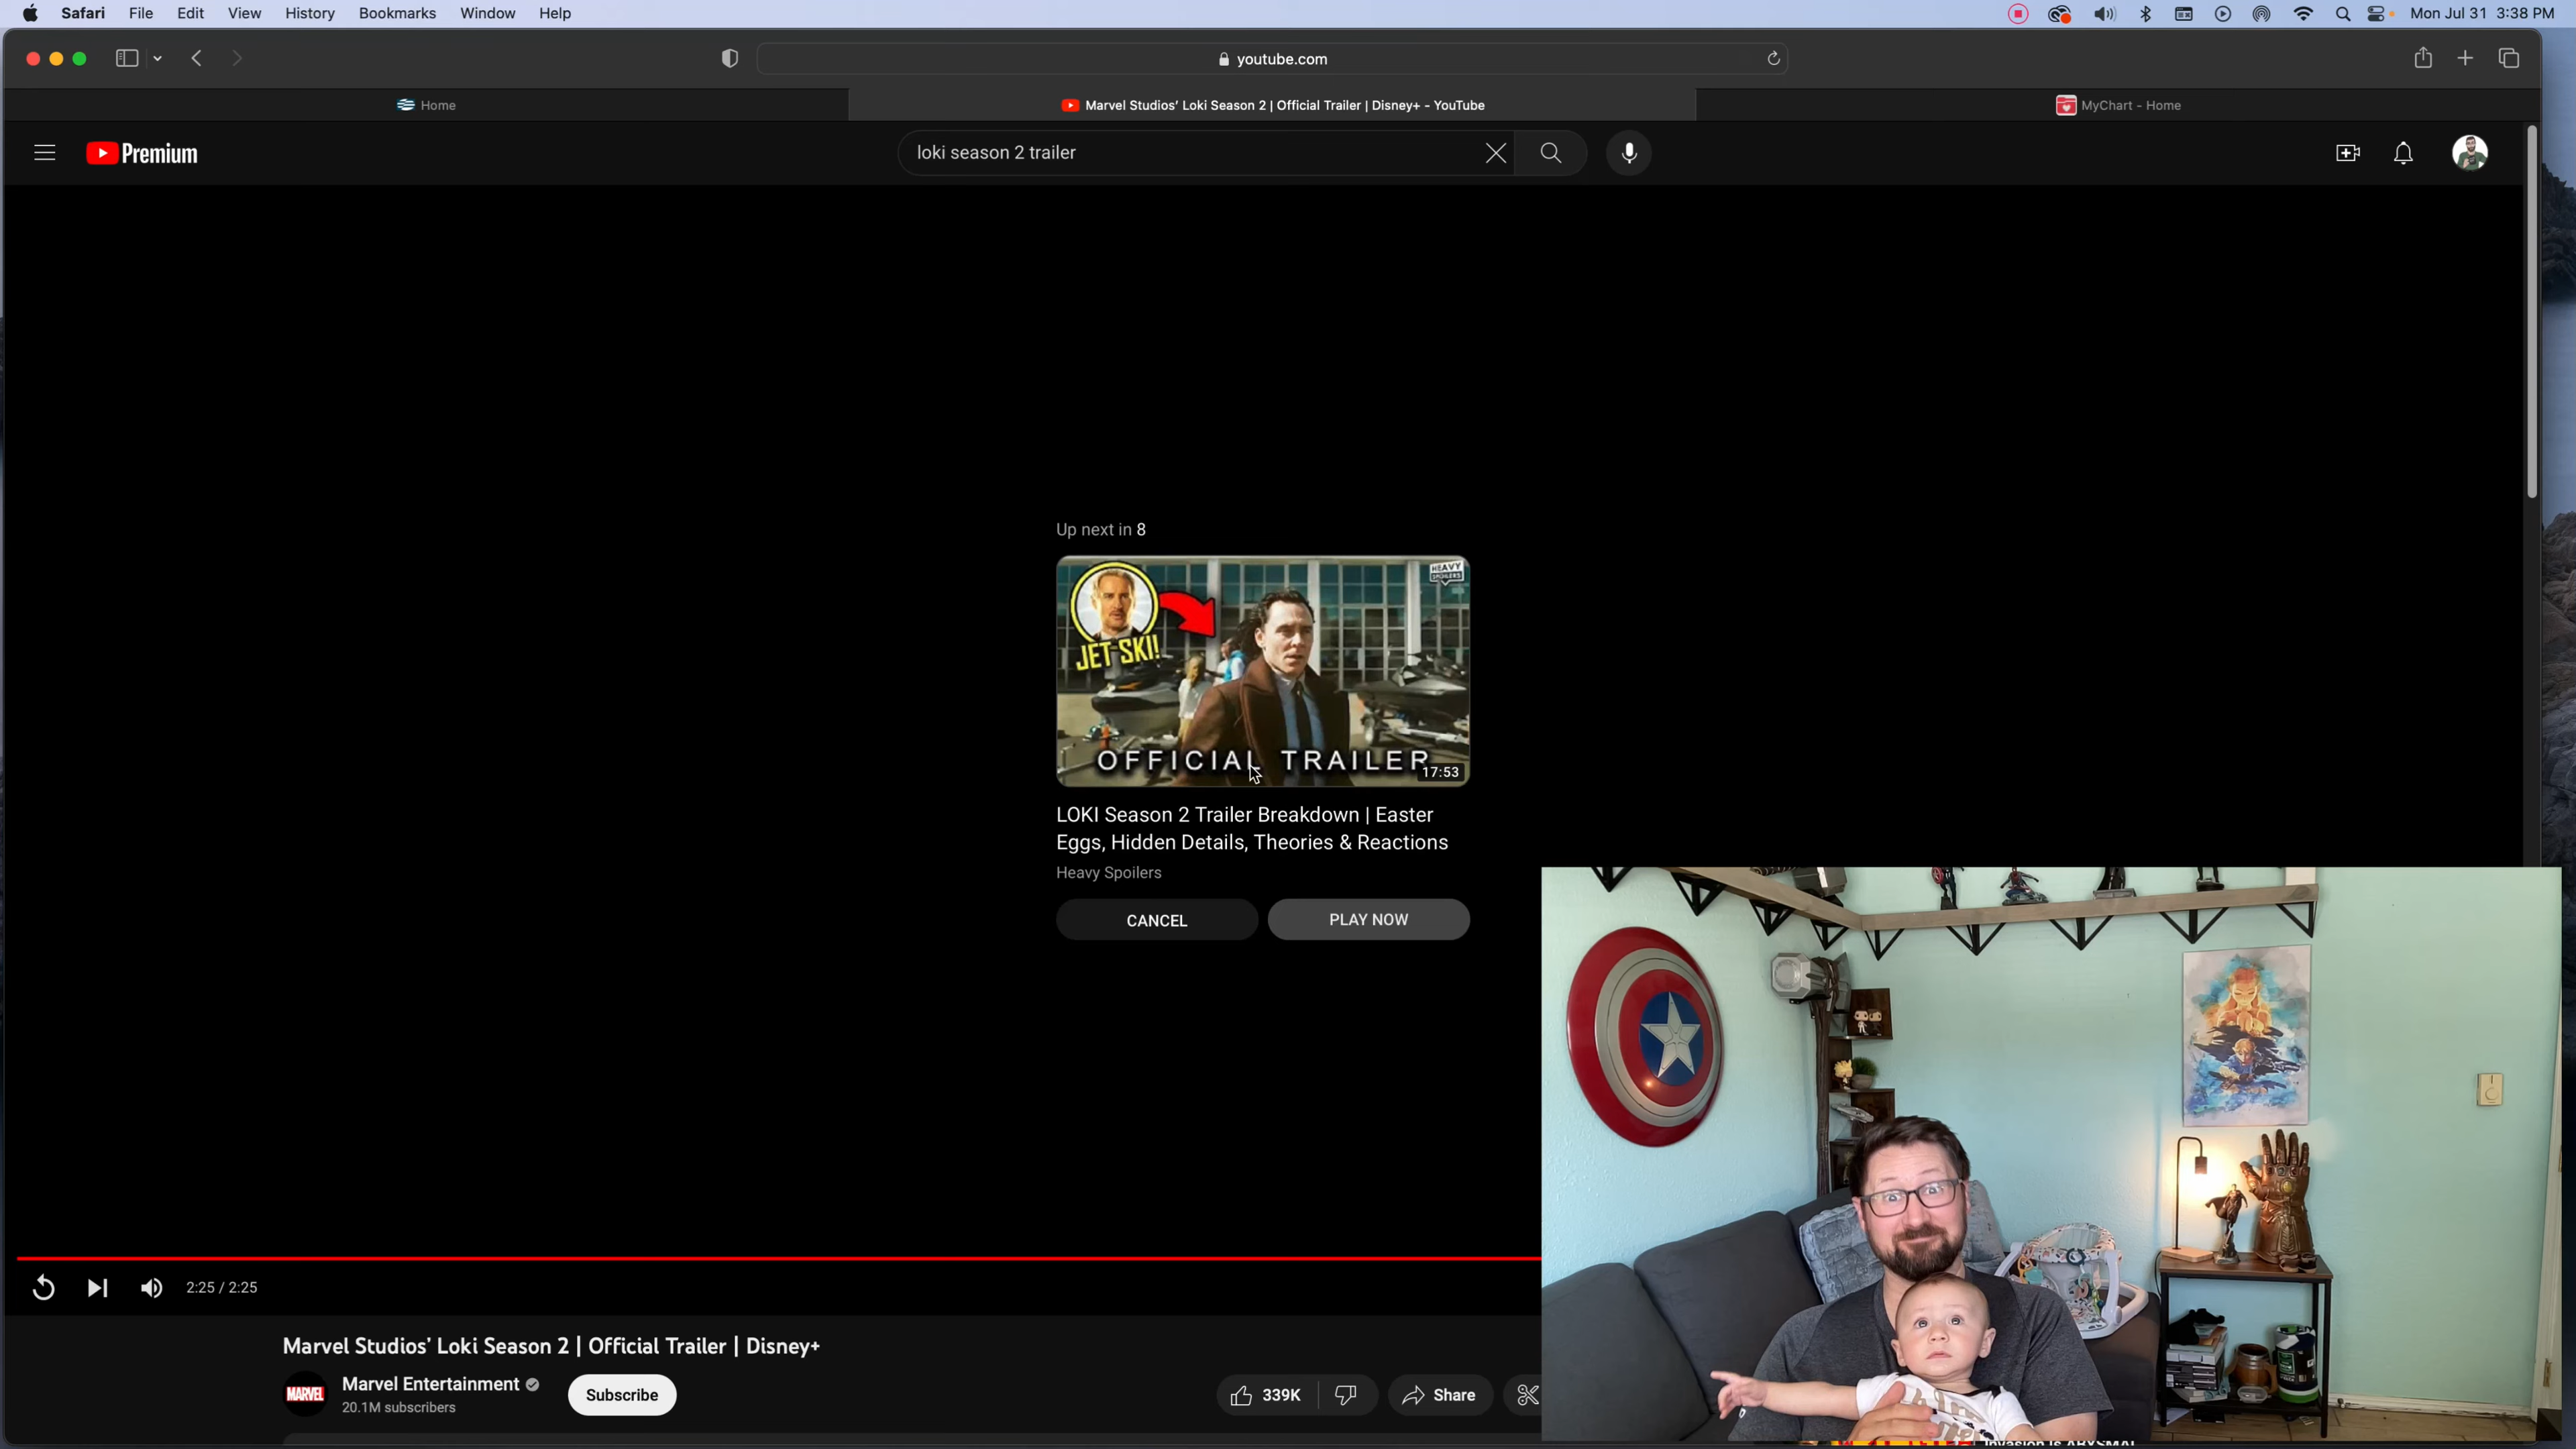 Safari File Edit View History Bookmarks Window Help
Mon Jul 31 3:38 PM
youtube.com
Home
Marvel Studios' Loki Season 2 | Official Trailer | Disney+ - YouTube
MyChart - Home
Premium
loki season 2 trailer
Up next in 8
HEAVY
SPOILERS
JET SKI!
OFFICIAL TRAILER
17:53
LOKI Season 2 Trailer Breakdown | Easter
Eggs, Hidden Details, Theories & Reactions
Heavy Spoilers
CANCEL
PLAY NOW
2:25 / 2:25
Marvel Studios' Loki Season 2 | Official Trailer | Disney+
MARVEL
Marvel Entertainment
20.1M subscribers
Subscribe
339K
Share
Invasion is ABYSMAL